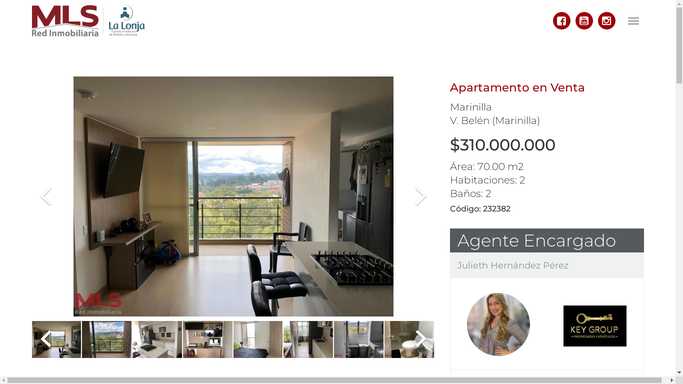 MLS
Red Inmobiliaria
La Lonja
Apartamento en Venta
Marinilla
V. Belén (Marinilla)
$310.000.000
Área: 70.00 m2
Habitaciones: 2
Baños: 2
Código: 232382
Agente Encargado
Julieth Hernández Pérez
MLS
Red Inmobiliaria
KEY GROUP